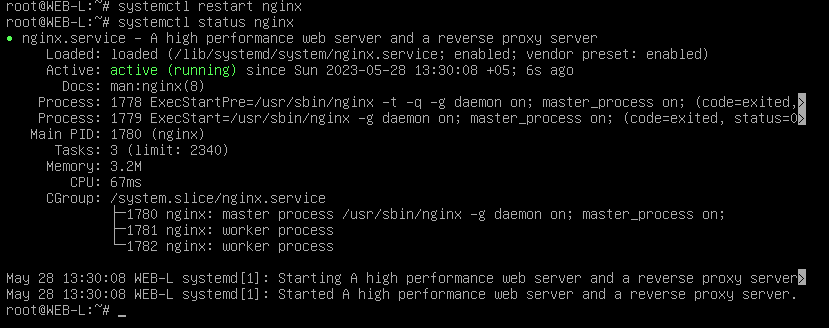 root@WEB-L:~# systemctl restart nginx
root@WEB-L:~# systemctl status nginx
● nginx.service - A high performance web server and a reverse proxy server
     Loaded: loaded (/lib/systemd/system/nginx.service; enabled; vendor preset: enabled)
     Active: active (running) since Sun 2023-05-28 13:30:08 +05; 6s ago
       Docs: man:nginx(8)
    Process: 1778 ExecStartPre=/usr/sbin/nginx -t -q -g daemon on; master_process on; (code=exited,>
    Process: 1779 ExecStart=/usr/sbin/nginx -g daemon on; master_process on; (code=exited, status=0>
   Main PID: 1780 (nginx)
      Tasks: 3 (limit: 2340)
     Memory: 3.2M
        CPU: 67ms
     CGroup: /system.slice/nginx.service
             ├─1780 nginx: master process /usr/sbin/nginx -g daemon on; master_process on;
             ├─1781 nginx: worker process
             └─1782 nginx: worker process

May 28 13:30:08 WEB-L systemd[1]: Starting A high performance web server and a reverse proxy server>
May 28 13:30:08 WEB-L systemd[1]: Started A high performance web server and a reverse proxy server.
root@WEB-L:~# _